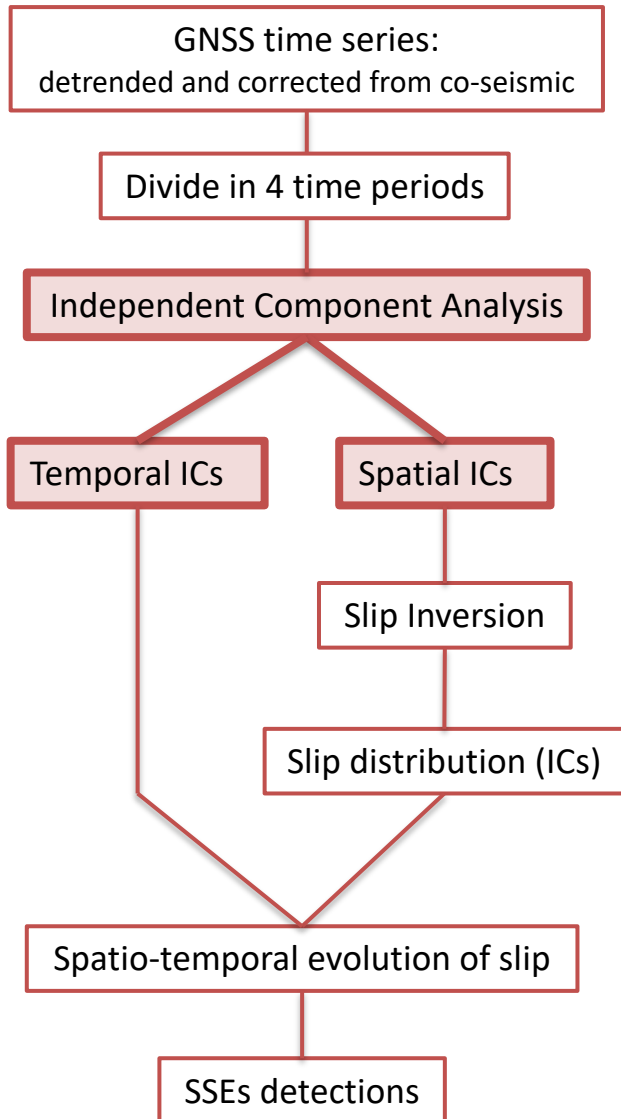 GNSS time series:
detrended and corrected from co-seismic
Divide in 4 time periods
Independent Component Analysis
Temporal ICs
Spatial ICs
Slip Inversion
Slip distribution (ICs)
Spatio-temporal evolution of slip
SSEs detections